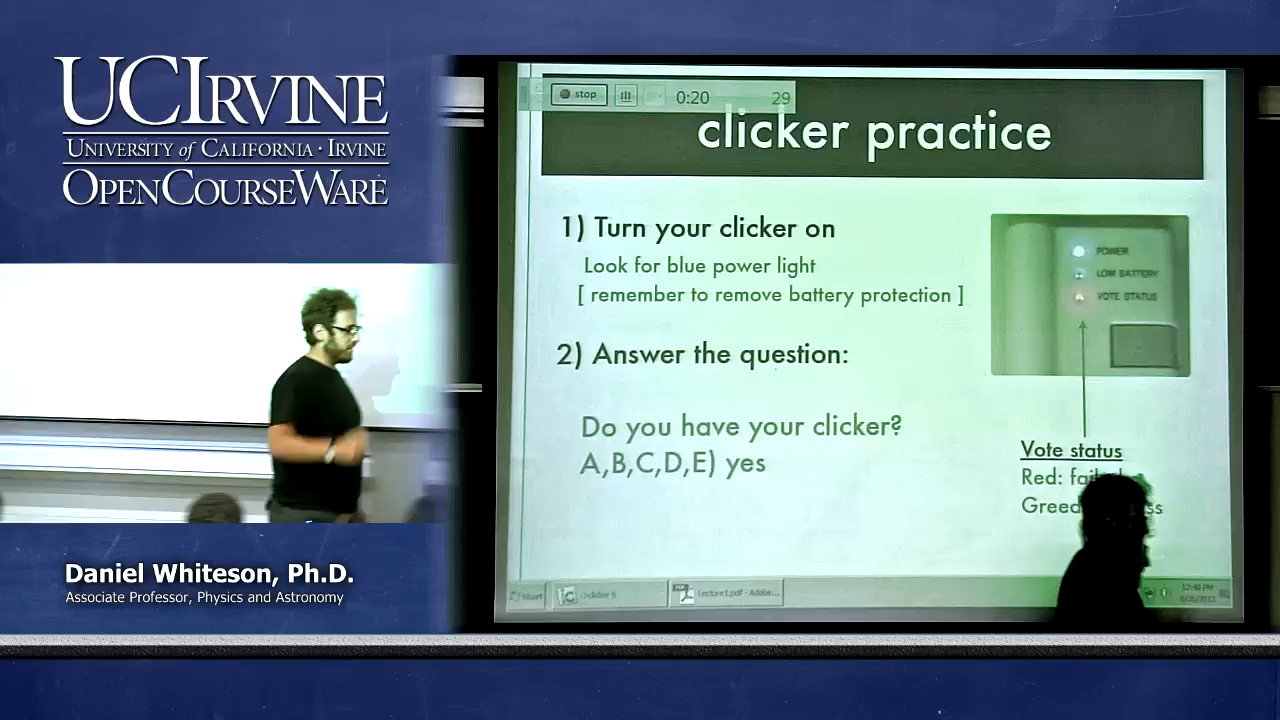 UCIRVINE
UNIVERSITY of CALIFORNIA · IRVINE
OPENCOURSEWARE
Daniel Whiteson, Ph.D.
Associate Professor, Physics and Astronomy
stop
0:20
29
clicker practice
1) Turn your clicker on
Look for blue power light
[ remember to remove battery protection ]
POWER
LOW BATTERY
VOTE STATUS
2) Answer the question:
Do you have your clicker?
A,B,C,D,E) yes
Vote status
Red:
Start
Lecture1.pdf - Adobe...
12:40 PM